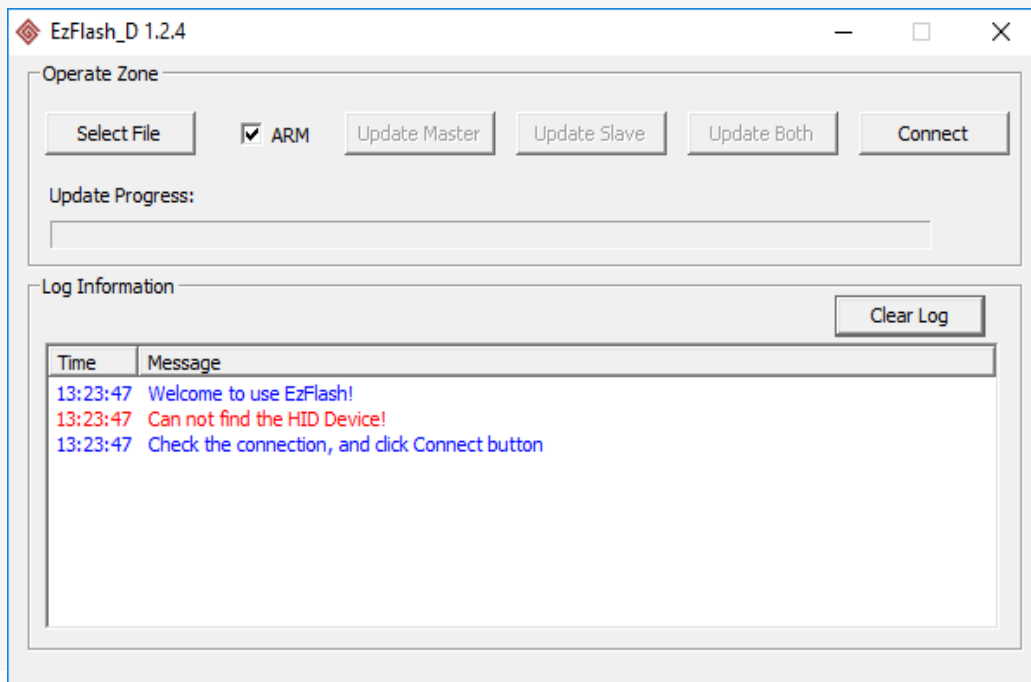 EzFlash_D 1.2.4
Operate Zone
Select File ARM Update Master Update Slave Update Both Connect
Update Progress:
Log Information
Clear Log
Time Message
13:23:47 Welcome to use EzFlash!
13:23:47 Can not find the HID Device!
13:23:47 Check the connection, and click Connect button